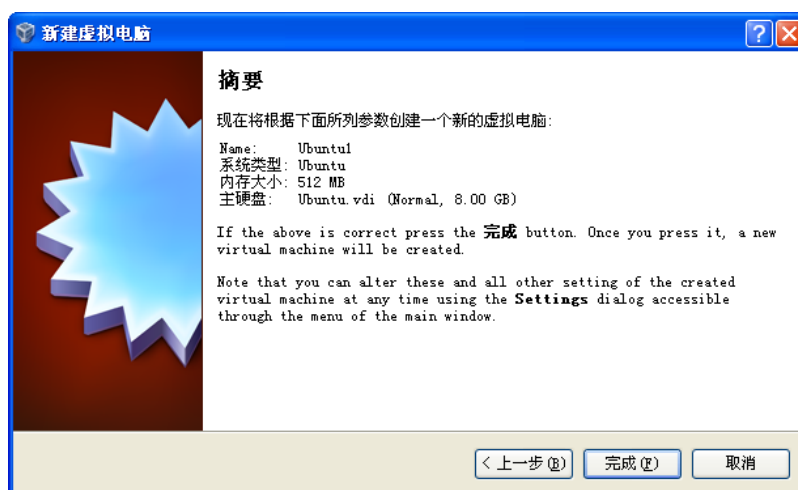 新建虚拟电脑
摘要
现在将根据下面所列参数创建一个新的虚拟电脑:
Name: Ubuntu1
系统类型: Ubuntu
内存大小: 512 MB
主硬盘: Ubuntu.vdi (Normal, 8.00 GB)
If the above is correct press the 完成 button. Once you press it, a new
virtual machine will be created.
Note that you can alter these and all other setting of the created
virtual machine at any time using the Settings dialog accessible
through the menu of the main window.
< 上一步(B) 完成(F) 取消